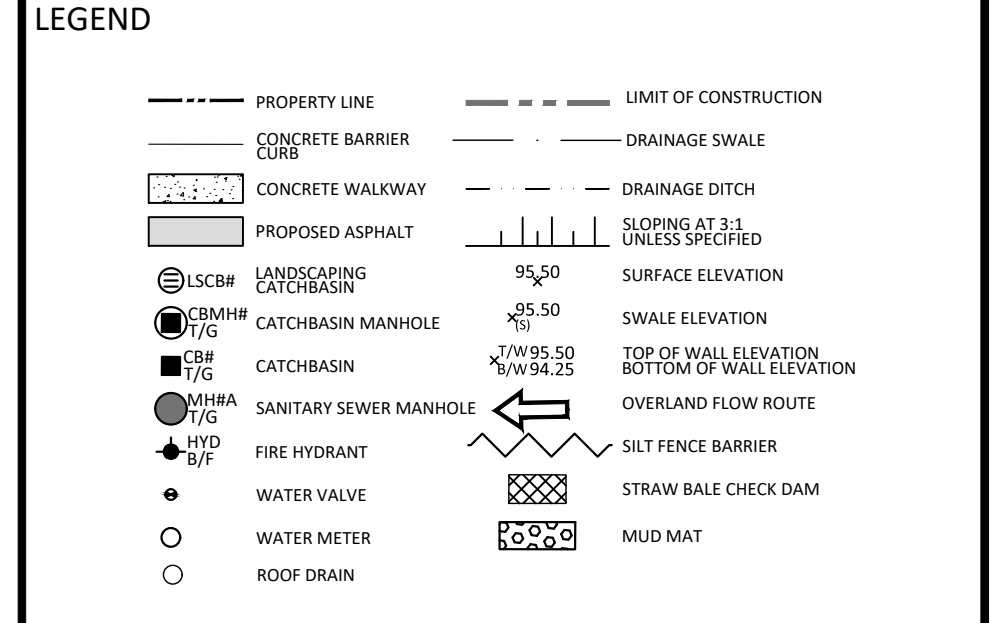 LEGEND
PROPERTY LINE
CONCRETE BARRIER
CURB
CONCRETE WALKWAY
PROPOSED ASPHALT
LSCB#
LANDSCAPING
CATCHBASIN
CBMH#
T/G
CATCHBASIN MANHOLE
CB#
T/G
CATCHBASIN
MH#A
T/G
SANITARY SEWER MANHOLE
HYD
B/F
FIRE HYDRANT
WATER VALVE
WATER METER
ROOF DRAIN
LIMIT OF CONSTRUCTION
DRAINAGE SWALE
DRAINAGE DITCH
SLOPING AT 3:1
UNLESS SPECIFIED
95.50
SURFACE ELEVATION
95.50
(S)
SWALE ELEVATION
T/W 95.50
B/W 94.25
TOP OF WALL ELEVATION
BOTTOM OF WALL ELEVATION
OVERLAND FLOW ROUTE
SILT FENCE BARRIER
STRAW BALE CHECK DAM
MUD MAT